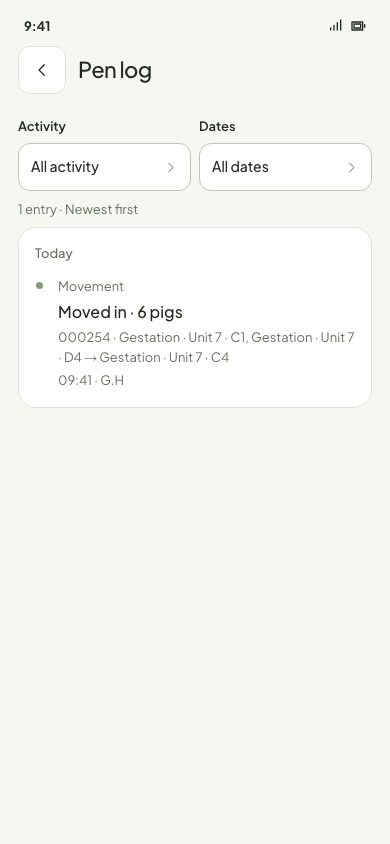 9:41
Pen log
Activity
Dates
All activity
All dates
1 entry · Newest first
Today
Movement
Moved in · 6 pigs
000254 · Gestation · Unit 7 · C1, Gestation · Unit 7
· D4 → Gestation · Unit 7 · C4
09:41 · G.H